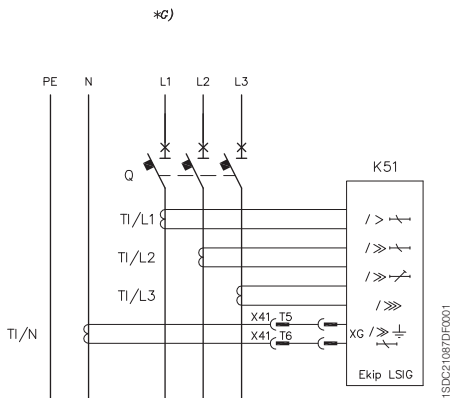 *G)
PE N L1 L2 L3
Q
K51
TI/L1
TI/L2
TI/L3
TI/N
X41 T5
X41 T6
I>
I>>
I>>
I>>>
XG I>>
Ekip LSIG
1SDC21087DF0001